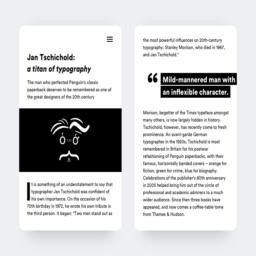 Jan Tschichold:
a titan of typography
The man who perfected Penguin's classic
paperback deserves to be remembered as one of
the great designers of the 20th century
It is something of an understatement to say that
typographer Jan Tschichold was confident of
his own importance. On the occasion of his
70th birthday in 1972, he wrote his own tribute in
the third person. It began: "Two men stand out as
the most powerful influences on 20th-century
typography: Stanley Morison, who died in 1967,
and Jan Tschichold."
“ Mild-mannered man with
an inflexible character.
Morison, begetter of the Times typeface amongst
many others, is now largely hidden in history.
Tschichold, however, has recently come to fresh
prominence. An avant-garde German
typographer in the 1920s, Tschichold is most
remembered in Britain for his postwar
refashioning of Penguin paperbacks, with their
famous, horizontally banded covers – orange for
fiction, green for crime, blue for biography.
Celebrations of the publisher's 80th anniversary
in 2005 helped bring him out of the circle of
professional and academic admirers to a much
wider audience. Since then three books have
appeared, and now comes a coffee-table tome
from Thames & Hudson.